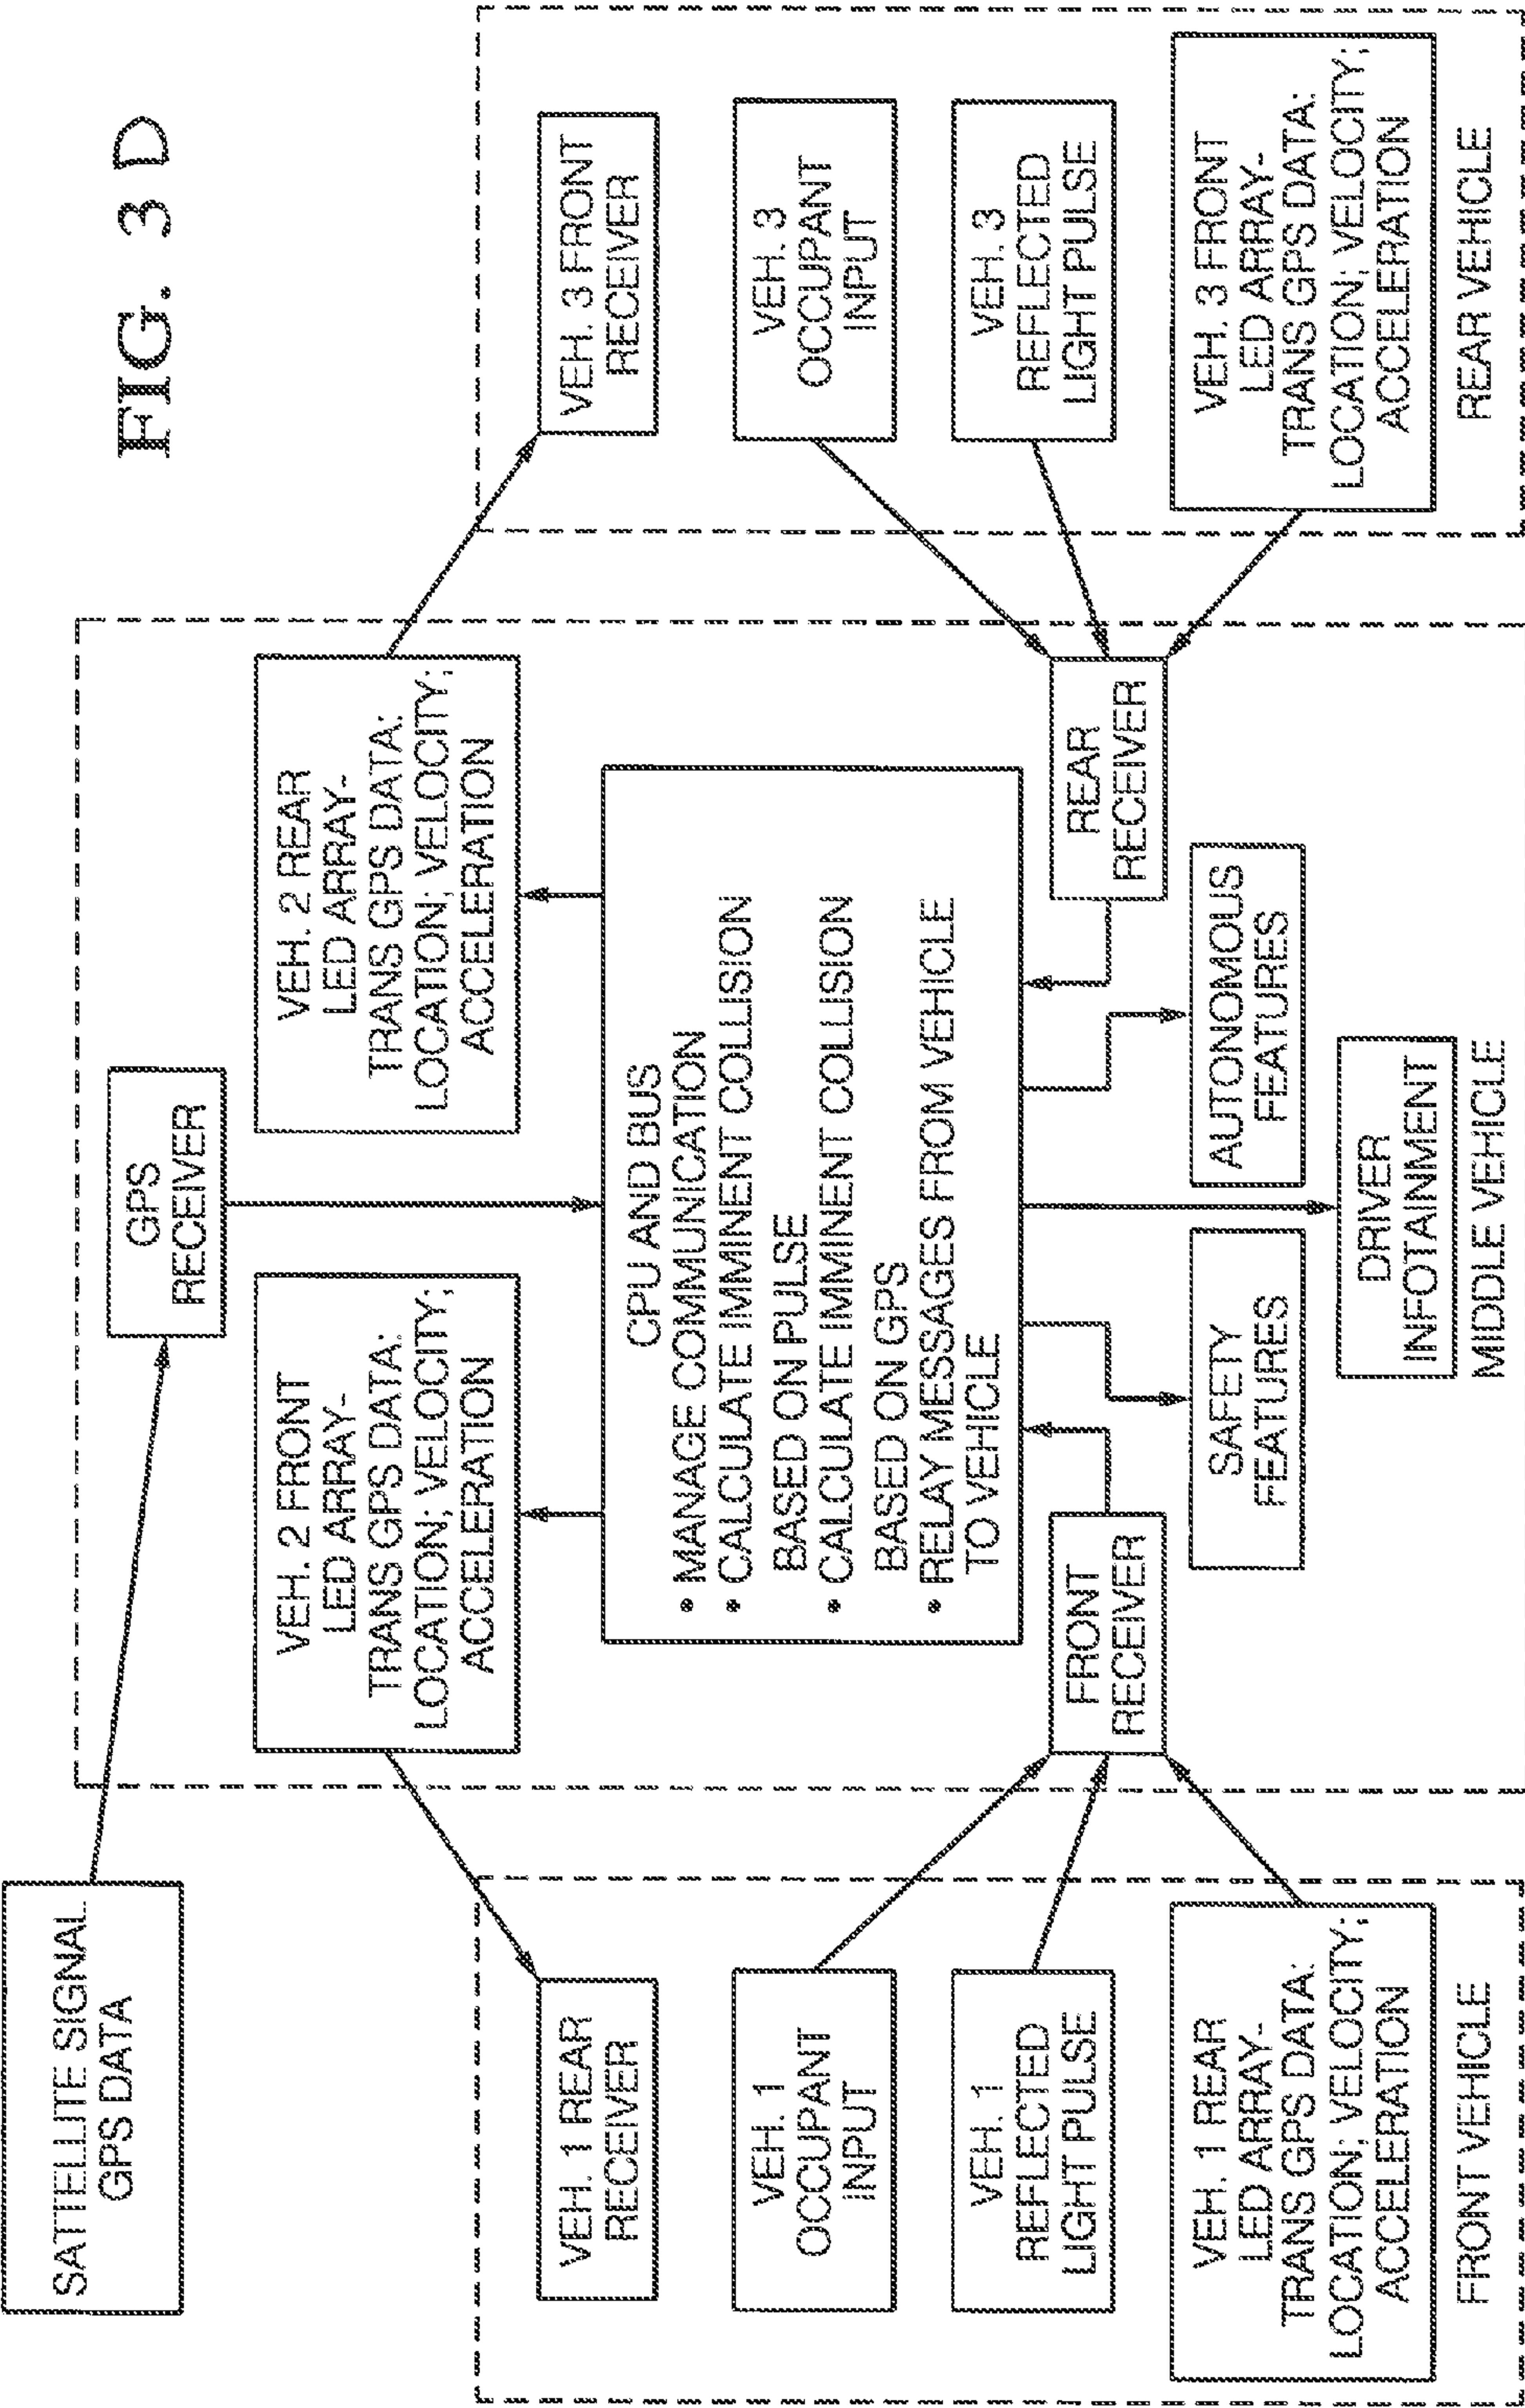 FIG. 3 D
SATTELLITE SIGNAL
GPS DATA
GPS
RECEIVER
VEH. 1 REAR
RECEIVER
VEH. 1
OCCUPANT
INPUT
VEH. 1
REFLECTED
LIGHT PULSE
VEH. 1 REAR
LED ARRAY-
TRANS GPS DATA:
LOCATION; VELOCITY;
ACCELERATION
FRONT VEHICLE
VEH. 2 FRONT
LED ARRAY-
TRANS GPS DATA:
LOCATION; VELOCITY;
ACCELERATION
VEH. 2 REAR
LED ARRAY-
TRANS GPS DATA:
LOCATION; VELOCITY;
ACCELERATION
CPU AND BUS
• MANAGE COMMUNICATION
• CALCULATE IMMINENT COLLISION
BASED ON PULSE
• CALCULATE IMMINENT COLLISION
BASED ON GPS
• RELAY MESSAGES FROM VEHICLE
TO VEHICLE
FRONT
RECEIVER
REAR
RECEIVER
SAFETY
FEATURES
AUTONOMOUS
FEATURES
DRIVER
INFOTAINMENT
MIDDLE VEHICLE
VEH. 3 FRONT
RECEIVER
VEH. 3
OCCUPANT
INPUT
VEH. 3
REFLECTED
LIGHT PULSE
VEH. 3 FRONT
LED ARRAY-
TRANS GPS DATA:
LOCATION; VELOCITY;
ACCELERATION
REAR VEHICLE